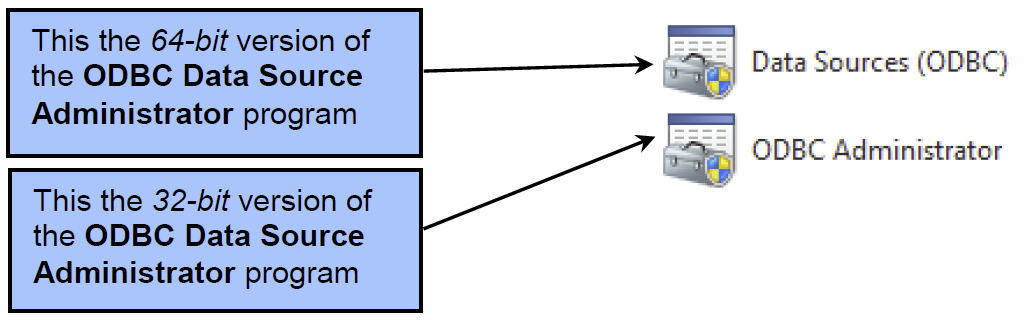 This the 64-bit version of
the ODBC Data Source
Administrator program
Data Sources (ODBC)
ODBC Administrator
This the 32-bit version of
the ODBC Data Source
Administrator program